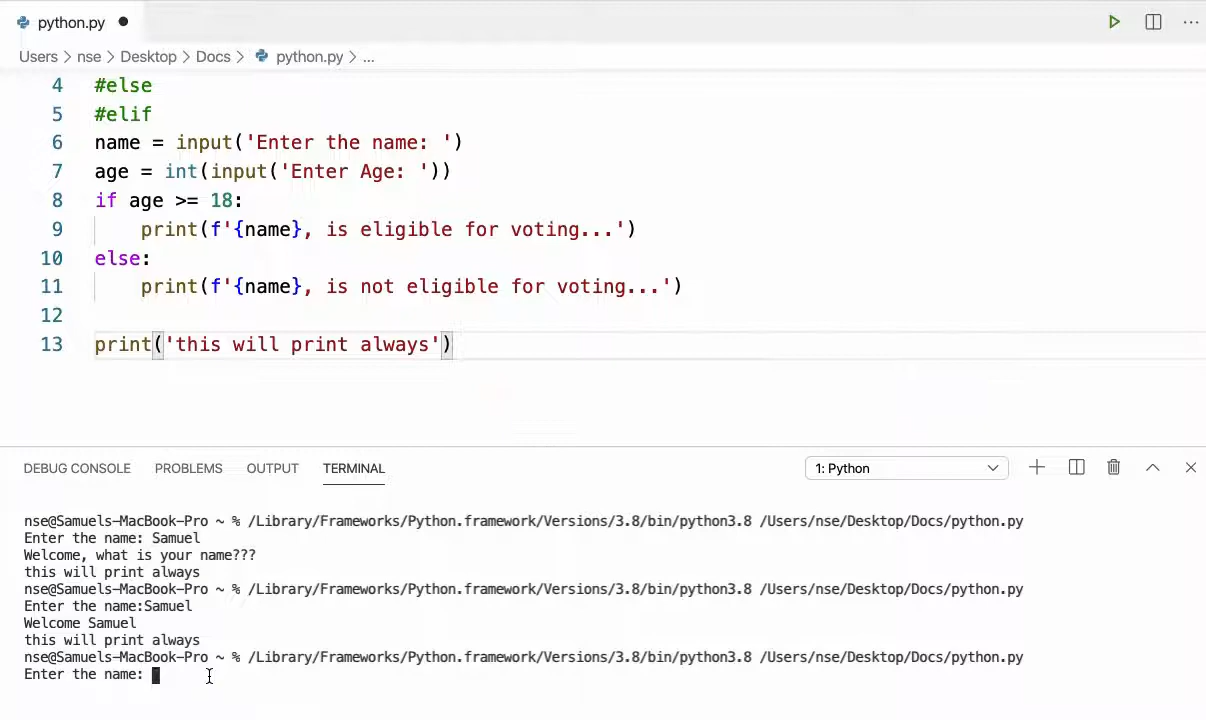 python.py
Users > nse > Desktop > Docs > python.py > ...
4 #else
5 #elif
6 name = input('Enter the name: ')
7 age = int(input('Enter Age: '))
8 if age >= 18:
9     print(f'{name}, is eligible for voting...')
10 else:
11     print(f'{name}, is not eligible for voting...')
12
13 print('this will print always')
DEBUG CONSOLE PROBLEMS OUTPUT TERMINAL 1: Python
nse@Samuels-MacBook-Pro ~ % /Library/Frameworks/Python.framework/Versions/3.8/bin/python3.8 /Users/nse/Desktop/Docs/python.py
Enter the name: Samuel
Welcome, what is your name???
this will print always
nse@Samuels-MacBook-Pro ~ % /Library/Frameworks/Python.framework/Versions/3.8/bin/python3.8 /Users/nse/Desktop/Docs/python.py
Enter the name:Samuel
Welcome Samuel
this will print always
nse@Samuels-MacBook-Pro ~ % /Library/Frameworks/Python.framework/Versions/3.8/bin/python3.8 /Users/nse/Desktop/Docs/python.py
Enter the name: